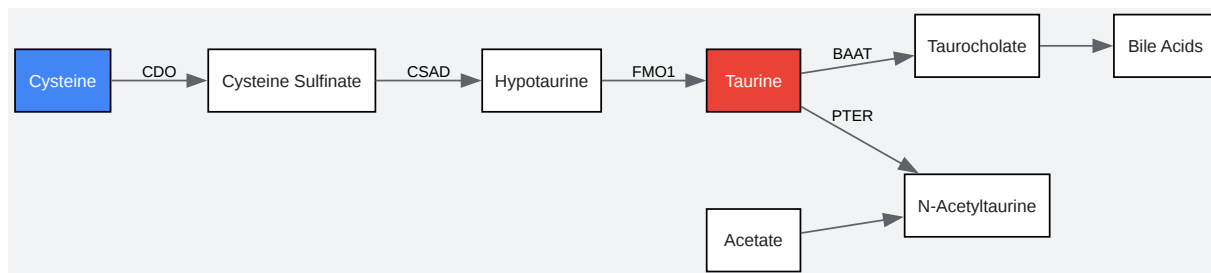 Cysteine
CDO
Cysteine Sulfinate
CSAD
Hypotaurine
FMO1
Taurine
BAAT
Taurocholate
Bile Acids
PTER
N-Acetyltaurine
Acetate